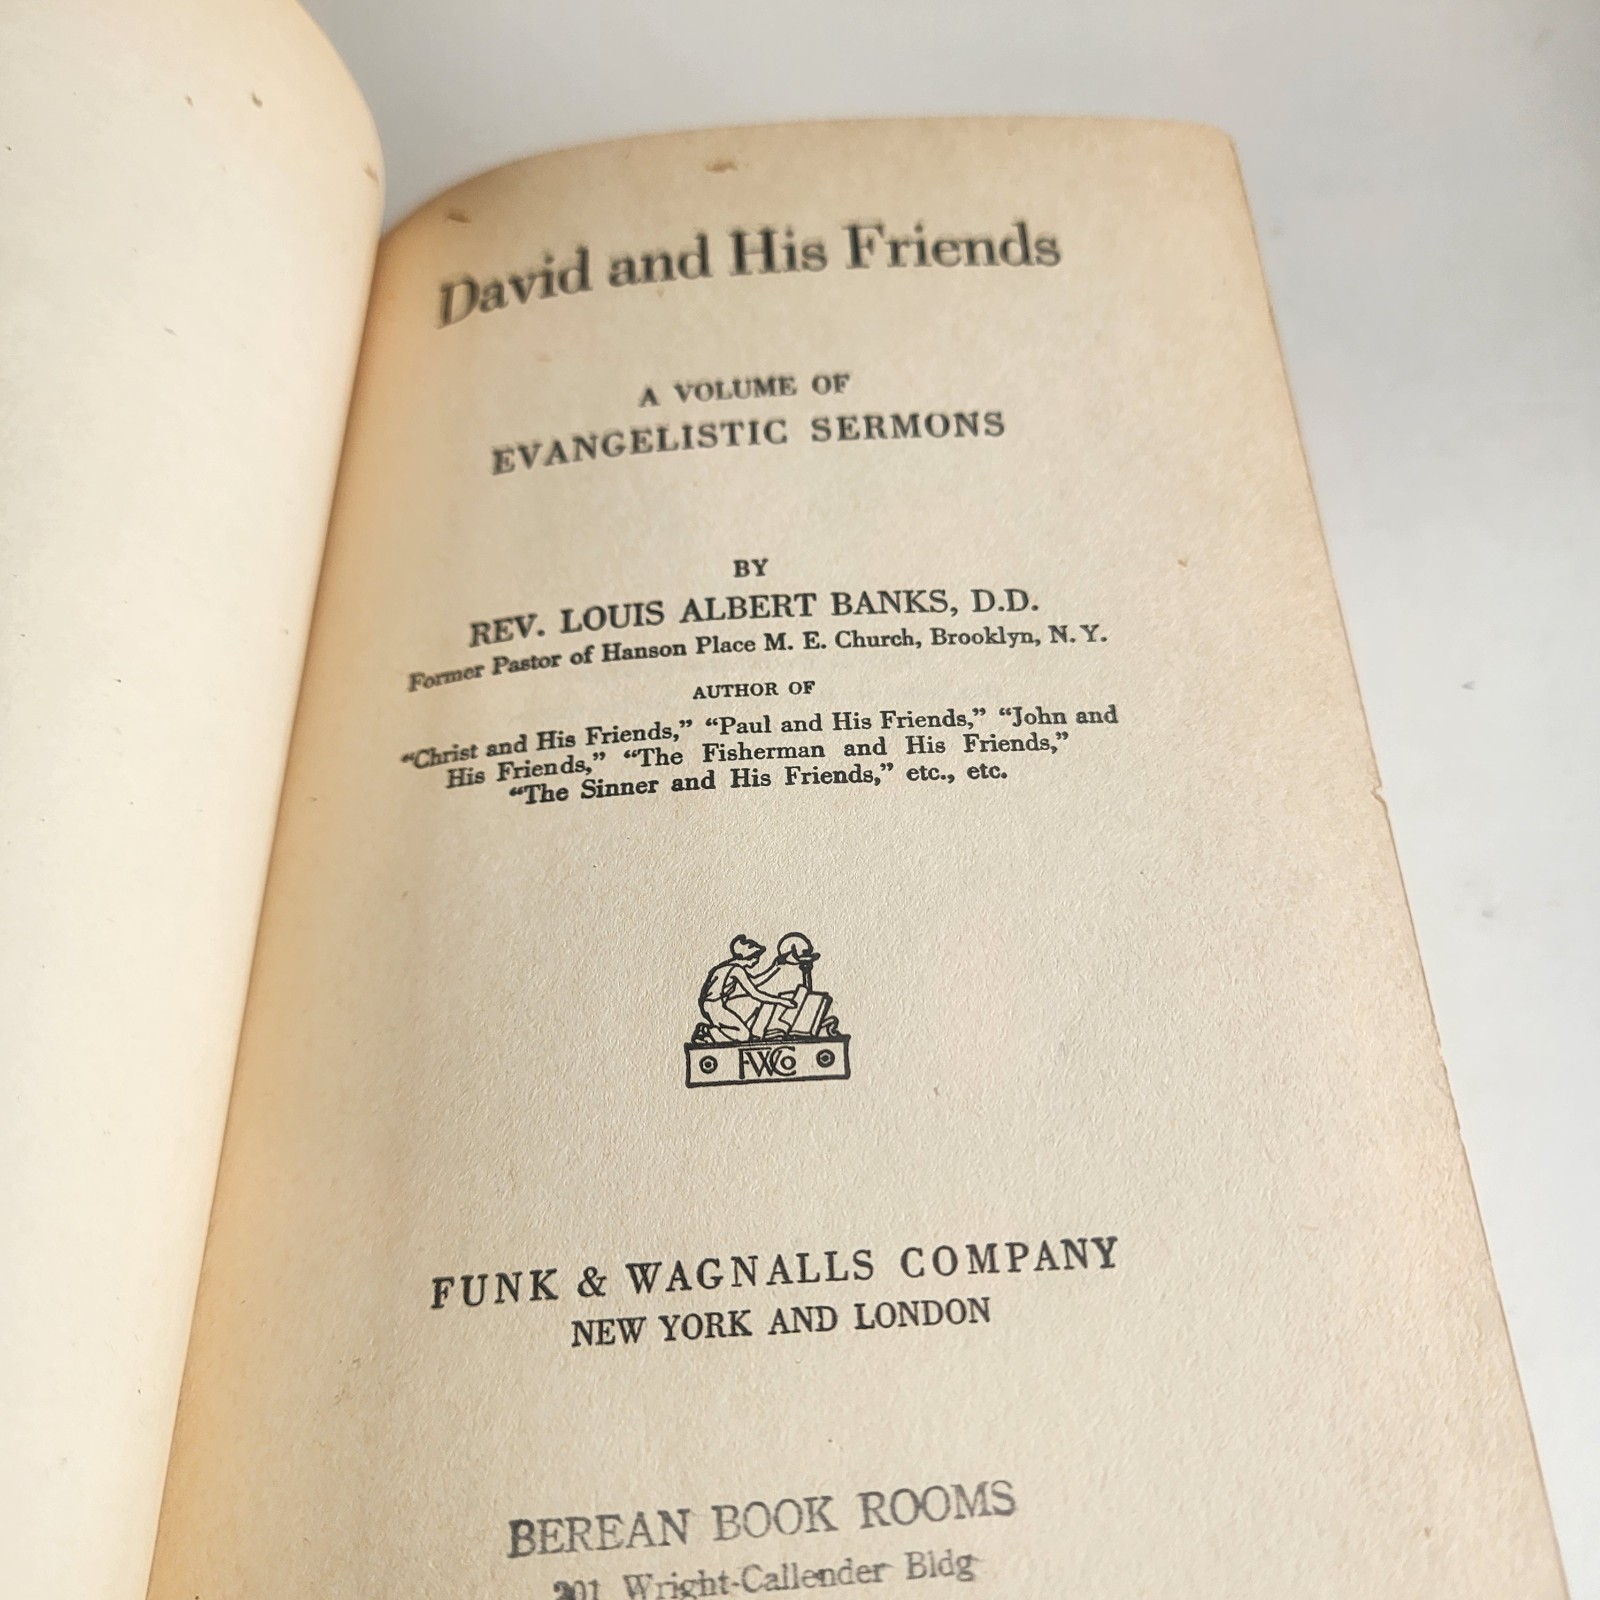 David and His Friends
A VOLUME OF
EVANGELISTIC SERMONS
BY
REV. LOUIS ALBERT BANKS, D.D.
Former Pastor of Hanson Place M. E. Church, Brooklyn, N. Y.
AUTHOR OF
"Christ and His Friends," "Paul and His Friends," "John and
His Friends," "The Fisherman and His Friends,"
"The Sinner and His Friends," etc., etc.
FWCo
FUNK & WAGNALLS COMPANY
NEW YORK AND LONDON
BEREAN BOOK ROOMS
201 Wright-Callender Bldg